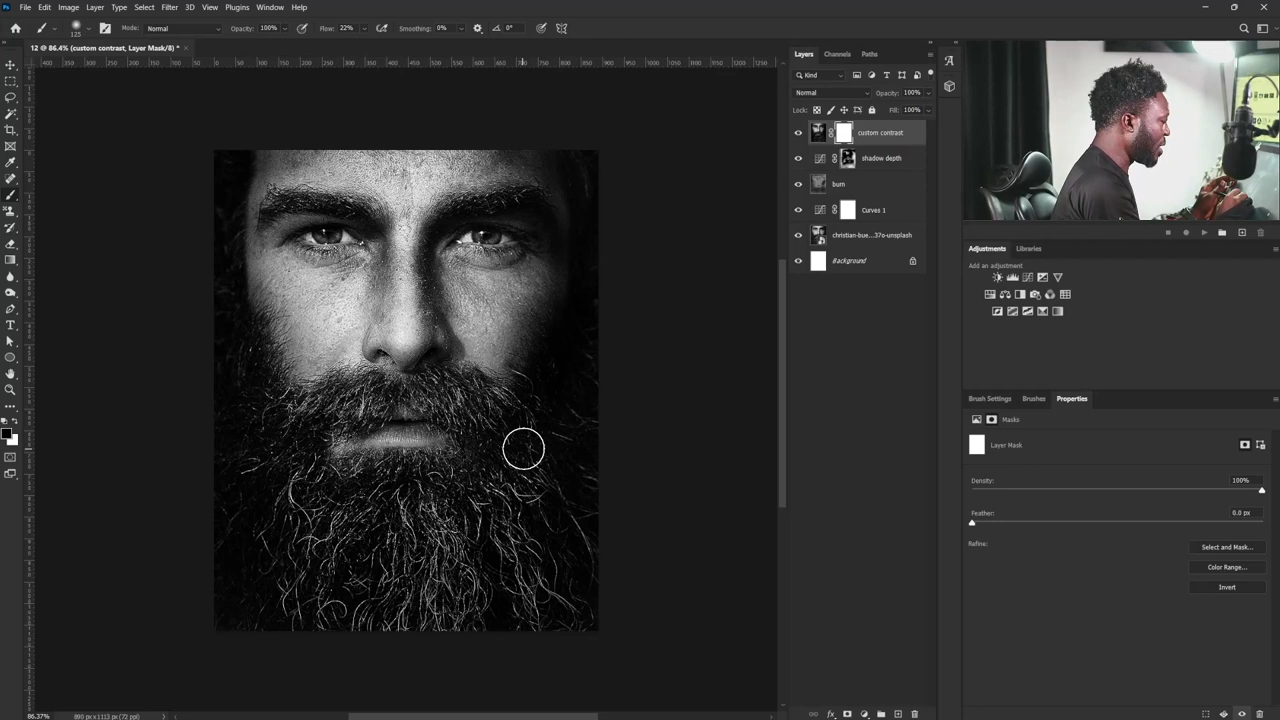 Ps File Edit Image Layer Type Select Filter 3D View Plugins Window Help
125 Mode: Normal Opacity: 100% Flow: 22% Smoothing: 0% 0°
12 @ 86.4% (custom contrast, Layer Mask/8) *
Layers Channels Paths
Kind
Normal Opacity: 100%
Lock: Fill: 100%
custom contrast
shadow depth
burn
Curves 1
christian-bue...37o-unsplash
Background
Adjustments Libraries
Add an adjustment
Brush Settings Brushes Properties
Masks
Layer Mask
Density: 100%
Feather: 0.0 px
Refine:
Select and Mask...
Color Range...
Invert
86.37% 890 px x 1113 px (72 ppi)